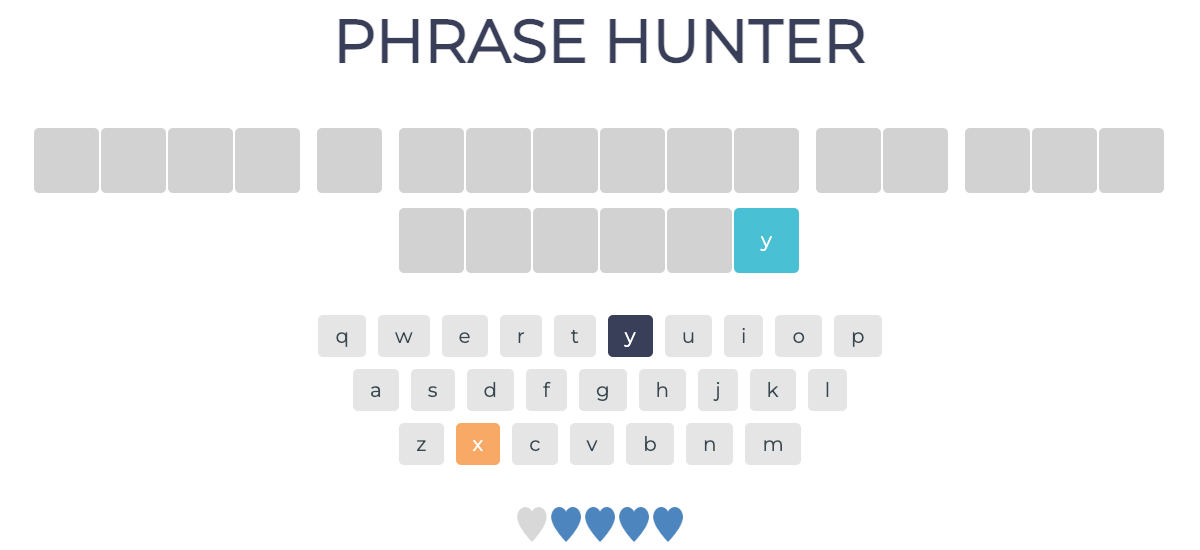 PHRASE HUNTER
y
q w e r t y u i o p
a s d f g h j k l
z x c v b n m